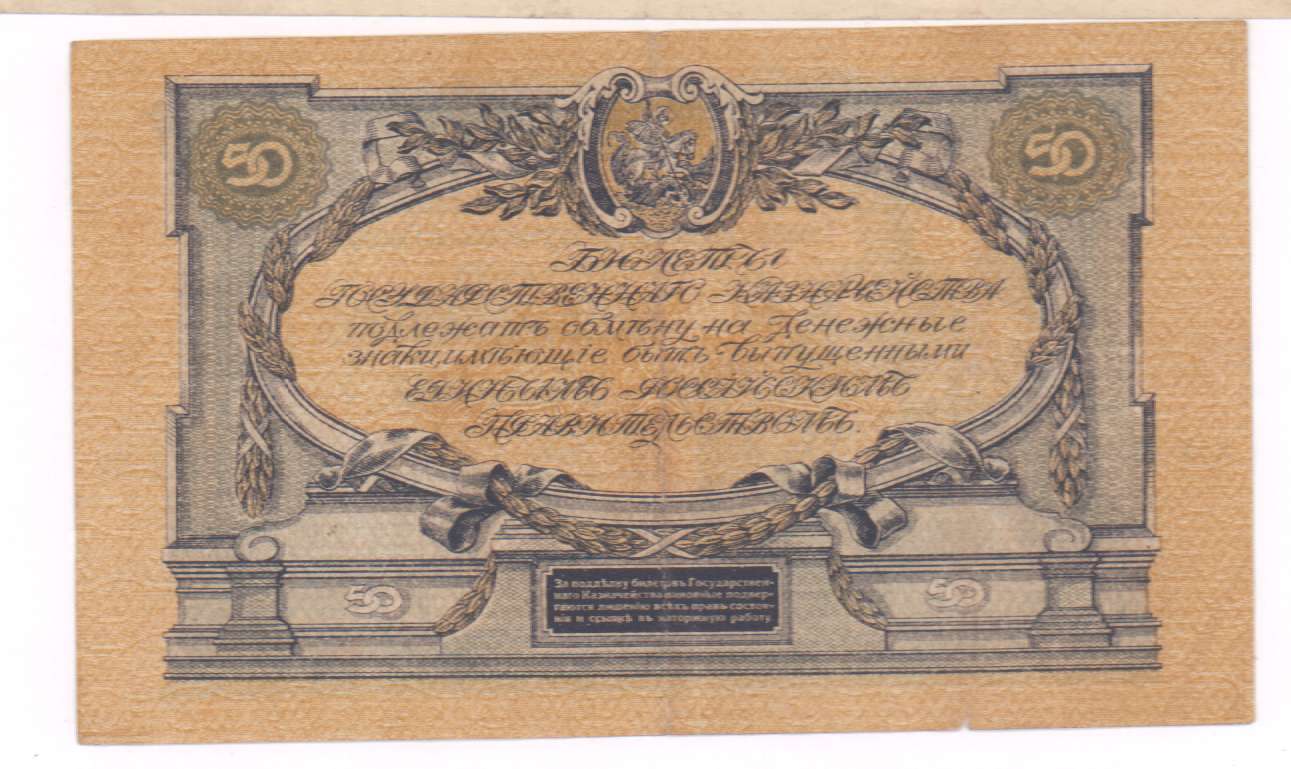 50 50
БИЛЕТЫ
ГОСУДАРСТВЕННАГО КАЗНАЧЕЙСТВА
подлежатъ обмѣну на Денежные
знаки, имѣющіе быть выпущенными
ЕДИНЫМЪ РОССІЙСКИМЪ
ПРАВИТЕЛЬСТВОМЪ.
50 50
За поддѣлку билетовъ Государствен-
наго Казначейства виновные подвер-
гаются лишенію всѣхъ правъ состоя-
нія и ссылкѣ въ каторжную работу.